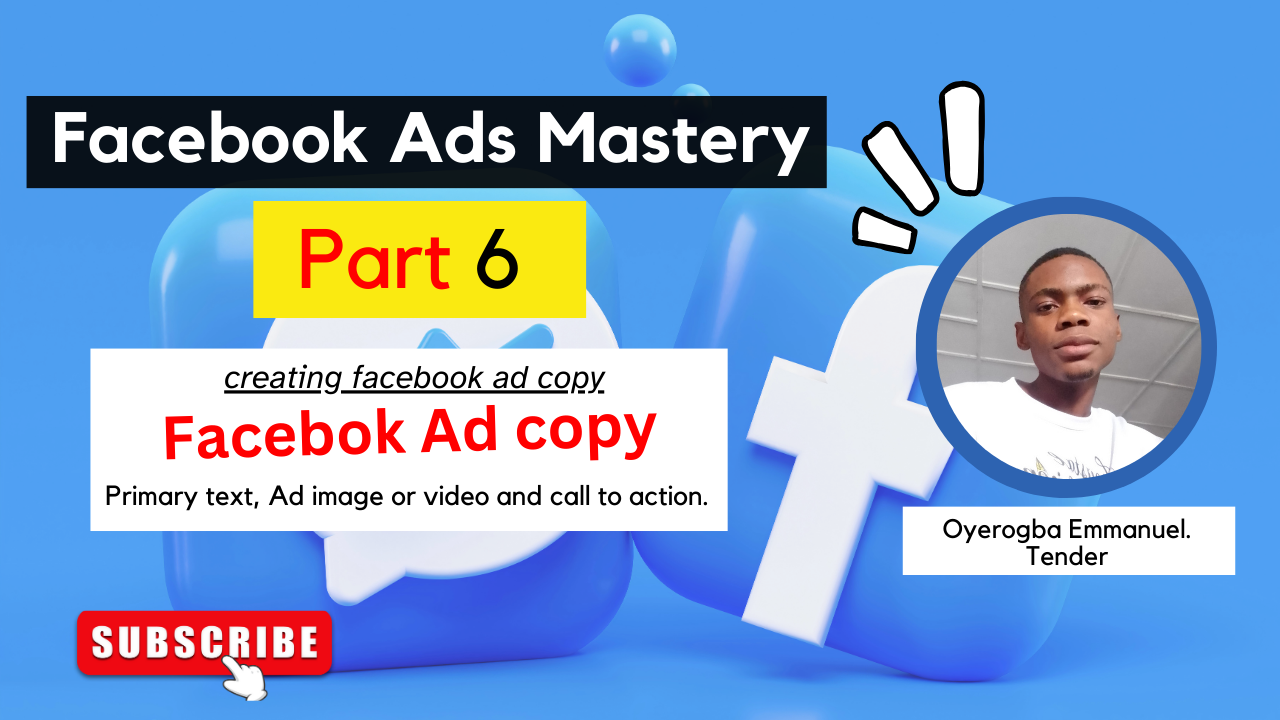 Facebook Ads Mastery
Part 6
creating facebook ad copy
Facebok Ad copy
Primary text, Ad image or video and call to action.
Oyerogba Emmanuel.
Tender
SUBSCRIBE